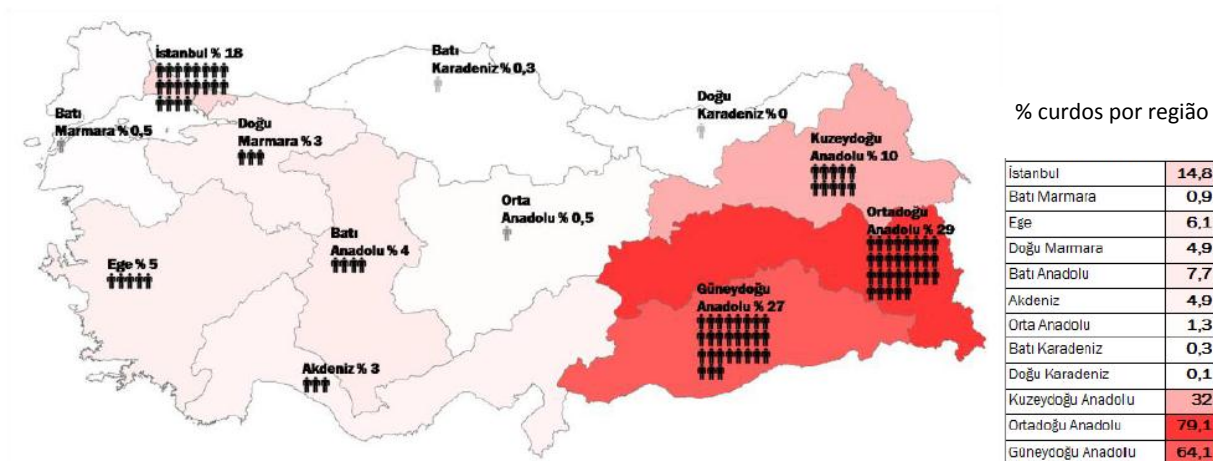 İstanbul % 18
Batı
Karadeniz % 0,3
Doğu
Karadeniz % 0
Batı
Marmara % 0,5
Doğu
Marmara % 3
Kuzeydoğu
Anadolu % 10
Orta
Anadolu % 0,5
Ortadoğu
Anadolu % 29
Batı
Anadolu % 4
Ege % 5
Güneydoğu
Anadolu % 27
Akdeniz % 3
% curdos por região
İstanbul 14,8
Batı Marmara 0,9
Ege 6,1
Doğu Marmara 4,9
Batı Anadolu 7,7
Akdeniz 4,9
Orta Anadolu 1,3
Batı Karadeniz 0,3
Doğu Karadeniz 0,1
Kuzeydoğu Anadolu 32
Ortadoğu Anadolu 79,1
Güneydoğu Anadolu 64,1